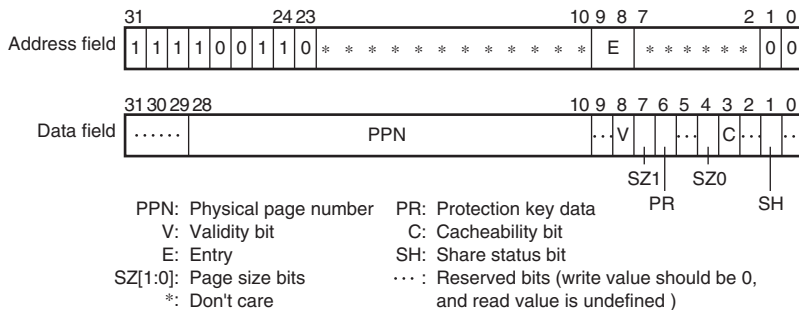 31 24 23 10 9 8 7 2 1 0
Address field 1 1 1 1 0 0 1 1 0 * * * * * * * * * * * * * E * * * * * * 0 0
31 30 29 28 10 9 8 7 6 5 4 3 2 1 0
Data field ······ PPN ··· V ··· C ··· ··
SZ1 SZ0
PR SH
PPN: Physical page number PR: Protection key data
V: Validity bit C: Cacheability bit
E: Entry SH: Share status bit
SZ[1:0]: Page size bits ··· : Reserved bits (write value should be 0,
*: Don't care and read value is undefined )